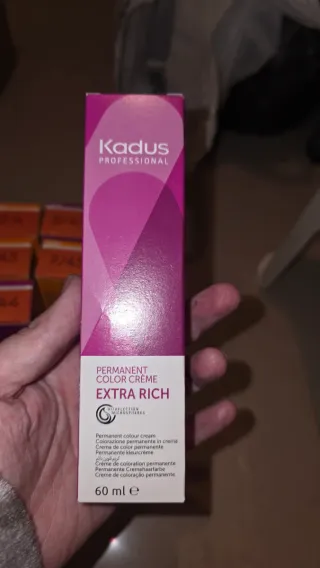 Kadus
PROFESSIONAL
PERMANENT
COLOR CRÈME
EXTRA RICH
Permanent colour cream
Colorazione permanente in crema
Crème de color permanente
Permanente kleurcrème
Crème de coloration permanente
Permanente Cremehaarfarbe
Creme de coloração permanente
60 ml e